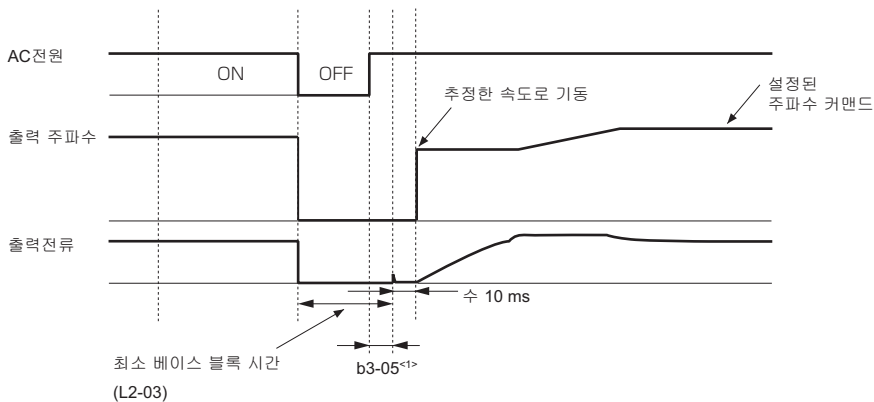 AC전원
ON
OFF
추정한 속도로 기동
설정된
주파수 커맨드
출력 주파수
출력전류
수 10 ms
최소 베이스 블록 시간
(L2-03)
b3-05<1>